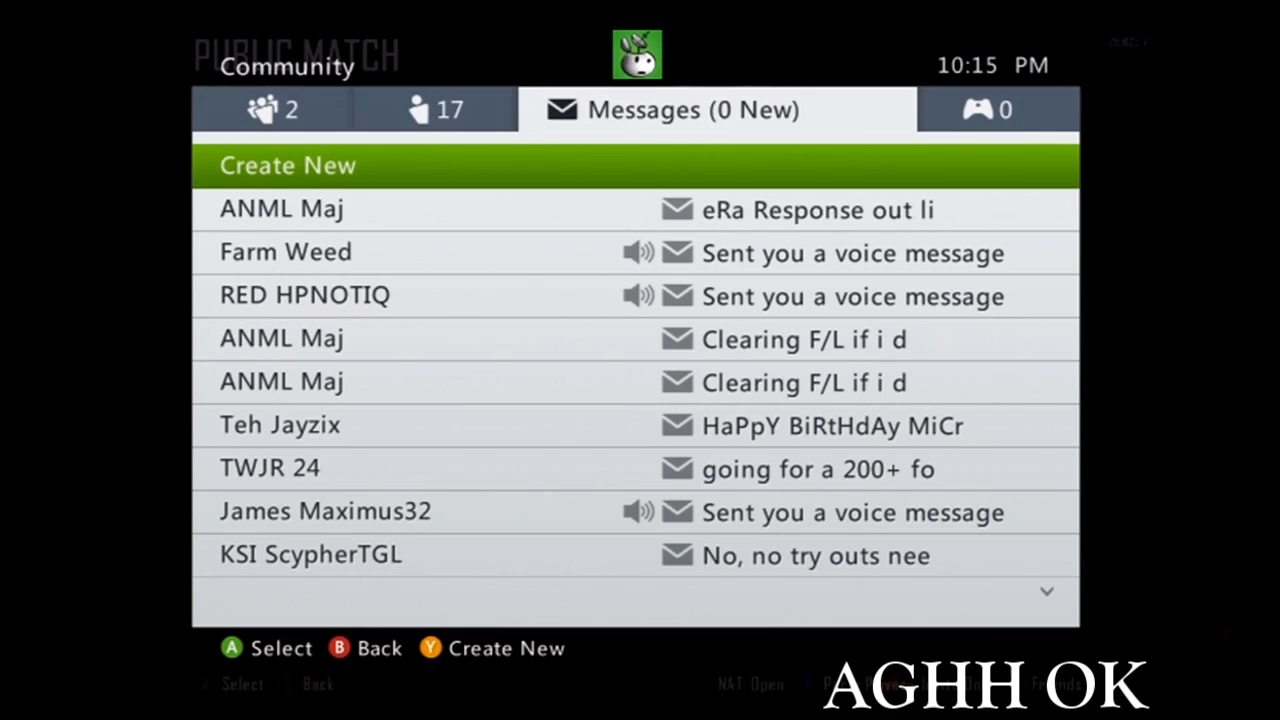 PUBLIC MATCH
Community
10:15 PM
2
17
Messages (0 New)
0
Create New
ANML Maj eRa Response out li
Farm Weed Sent you a voice message
RED HPNOTIQ Sent you a voice message
ANML Maj Clearing F/L if i d
ANML Maj Clearing F/L if i d
Teh Jayzix HaPpY BiRtHdAy MiCr
TWJR 24 going for a 200+ fo
James Maximus32 Sent you a voice message
KSI ScypherTGL No, no try outs nee
A Select B Back Y Create New
Select Back NAT Open Friends
AGHH OK